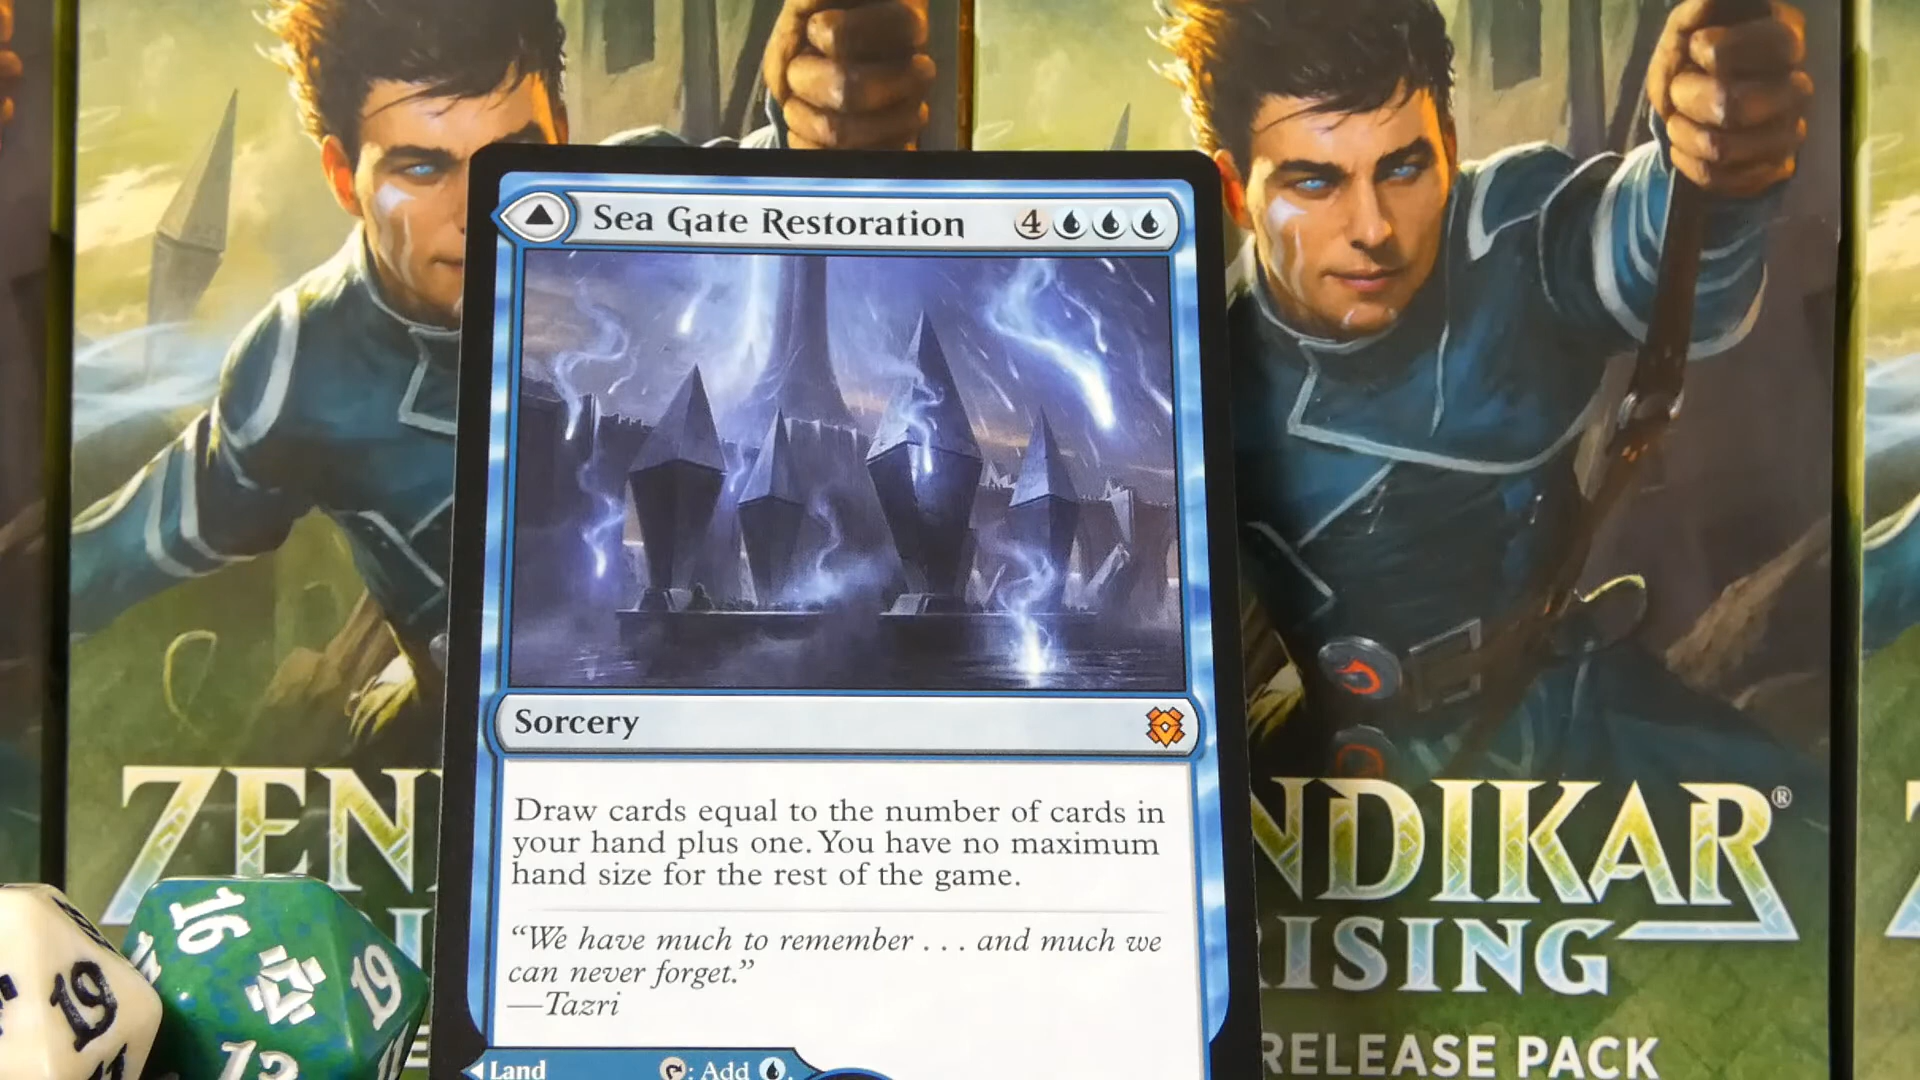 Sea Gate Restoration 4
Sorcery
Draw cards equal to the number of cards in
your hand plus one. You have no maximum
hand size for the rest of the game.
“We have much to remember . . . and much we
can never forget.”
—Tazri
Land : Add .
ZEN
NDIKAR®
ISING
RELEASE PACK
16
19
13
19